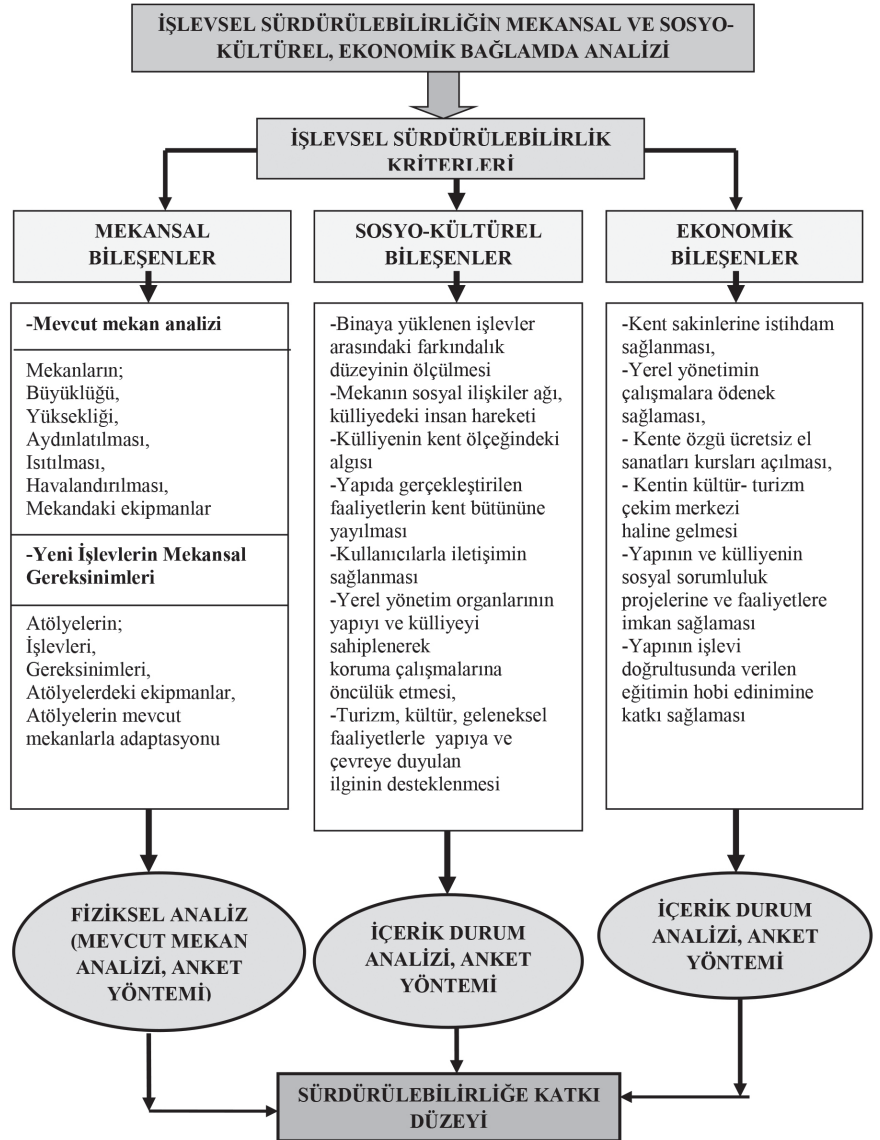 İŞLEVSEL SÜRDÜRÜLEBİLİRLİĞİN MEKANSAL VE SOSYO-
KÜLTÜREL, EKONOMİK BAĞLAMDA ANALİZİ
İŞLEVSEL SÜRDÜRÜLEBİLİRLİK
KRİTERLERİ
MEKANSAL
BİLEŞENLER
-Mevcut mekan analizi
Mekanların;
Büyüklüğü,
Yüksekliği,
Aydınlatılması,
Isıtılması,
Havalandırılması,
Mekandaki ekipmanlar
-Yeni İşlevlerin Mekansal
Gereksinimleri
Atölyelerin;
İşlevleri,
Gereksinimleri,
Atölyelerdeki ekipmanlar,
Atölyelerin mevcut
mekanlarla adaptasyonu
FİZİKSEL ANALİZ
(MEVCUT MEKAN
ANALİZİ, ANKET
YÖNTEMİ)
SOSYO-KÜLTÜREL
BİLEŞENLER
-Binaya yüklenen işlevler
arasındaki farkındalık
düzeyinin ölçülmesi
-Mekanın sosyal ilişkiler ağı,
külliyedeki insan hareketi
-Külliyenin kent ölçeğindeki
algısı
-Yapıda gerçekleştirilen
faaliyetlerin kent bütününe
yayılması
-Kullanıcılarla iletişimin
sağlanması
-Yerel yönetim organlarının
yapıyı ve külliyeyi
sahiplenerek
koruma çalışmalarına
öncülük etmesi,
-Turizm, kültür, geleneksel
faaliyetlerle yapıya ve
çevreye duyulan
ilginin desteklenmesi
İÇERİK DURUM
ANALİZİ, ANKET
YÖNTEMİ
EKONOMİK
BİLEŞENLER
-Kent sakinlerine istihdam
sağlanması,
-Yerel yönetimin
çalışmalara ödenek
sağlaması,
- Kente özgü ücretsiz el
sanatları kursları açılması,
- Kentin kültür- turizm
çekim merkezi
haline gelmesi
-Yapının ve külliyenin
sosyal sorumluluk
projelerine ve faaliyetlere
imkan sağlaması
-Yapının işlevi
doğrultusunda verilen
eğitimin hobi edinimine
katkı sağlaması
İÇERİK DURUM
ANALİZİ, ANKET
YÖNTEMİ
SÜRDÜRÜLEBİLİRLİĞE KATKI
DÜZEYİ